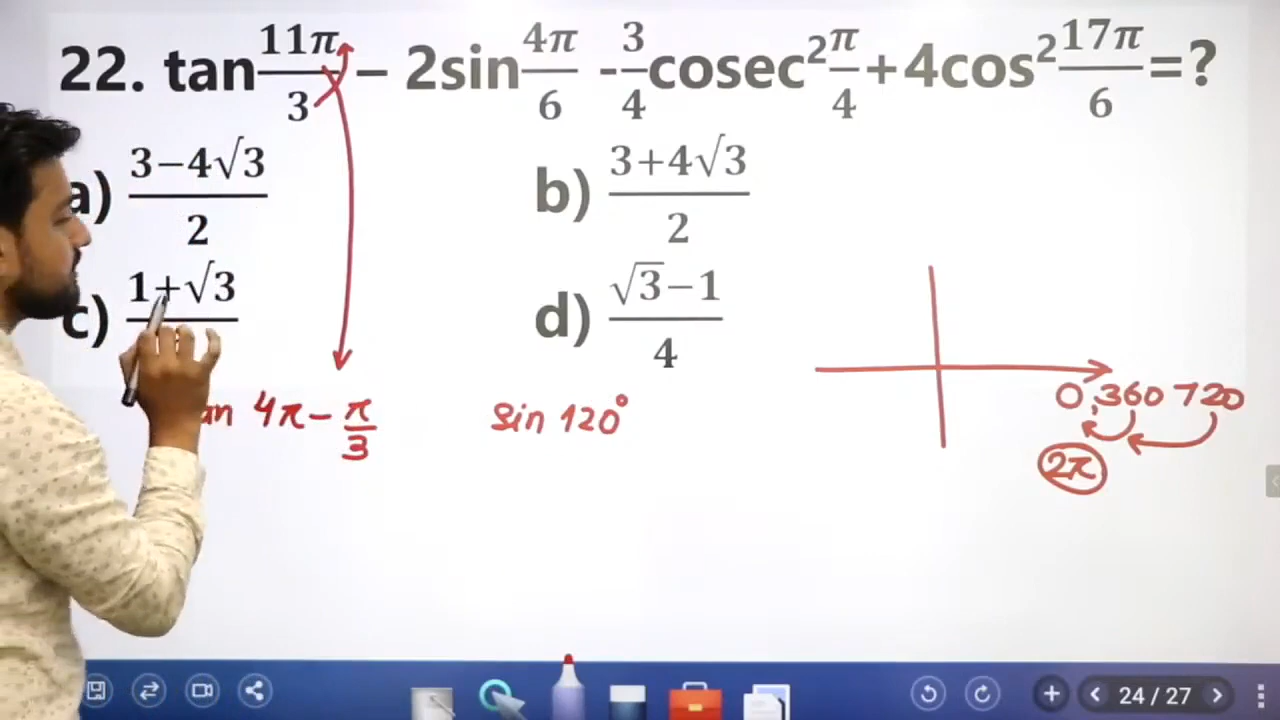 22. tan 11π/3 – 2sin 4π/6 - 3/4 cosec² π/4 + 4cos² 17π/6 = ?
a) 3−4√3/2
b) 3+4√3/2
c) 1+√3
d) √3−1/4
an 4π – π/3
sin 120°
0, 360 720
2π
24 / 27